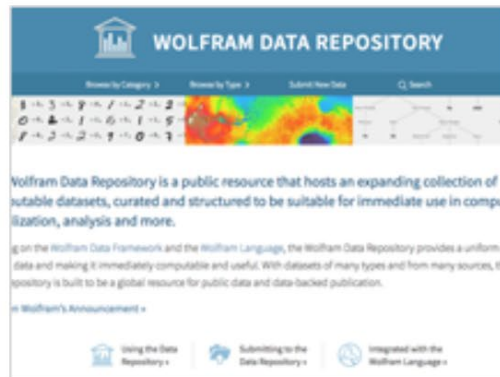 WOLFRAM DATA REPOSITORY
Browse by Category > Browse by Type > Submit New Data Search
Wolfram Data Repository is a public resource that hosts an expanding collection of
datasets, curated and structured to be suitable for immediate use in
analysis and more.
on the Wolfram Data Framework and the Wolfram Language, the Wolfram Data Repository provides a uniform
data and making it immediately computable and useful. With datasets of many types and from many sources,
is built to be a global resource for public data and data-backed publication.
Wolfram's Announcement »
Using the Data Submitting to the Integrated with the
Repository » Data Repository » Wolfram Language »